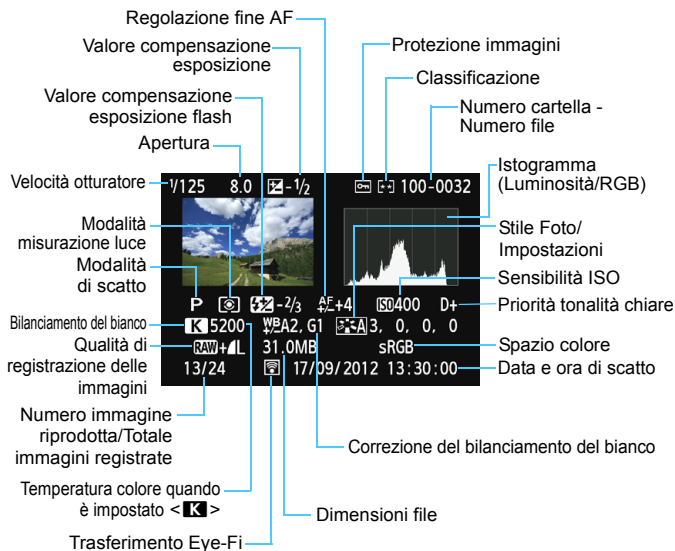 Regolazione fine AF
Valore compensazione
esposizione
Protezione immagini
Classificazione
Valore compensazione
esposizione flash
Numero cartella -
Numero file
Apertura
Istogramma
(Luminosità/RGB)
Velocità otturatore
1/125 8.0 -1/2 100-0032
Modalità
misurazione luce
Stile Foto/
Impostazioni
Modalità
di scatto
Sensibilità ISO
P -2/3 AF+4 ISO400 D+
Priorità tonalità chiare
Bilanciamento del bianco
K 5200 WB A2, G1 A 3, 0, 0, 0
Qualità di
registrazione delle
immagini
RAW+L 31.0MB sRGB
Spazio colore
13/24 17/09/2012 13:30:00
Data e ora di scatto
Numero immagine
riprodotta/Totale
immagini registrate
Correzione del bilanciamento del bianco
Temperatura colore quando
è impostato <K>
Dimensioni file
Trasferimento Eye-Fi